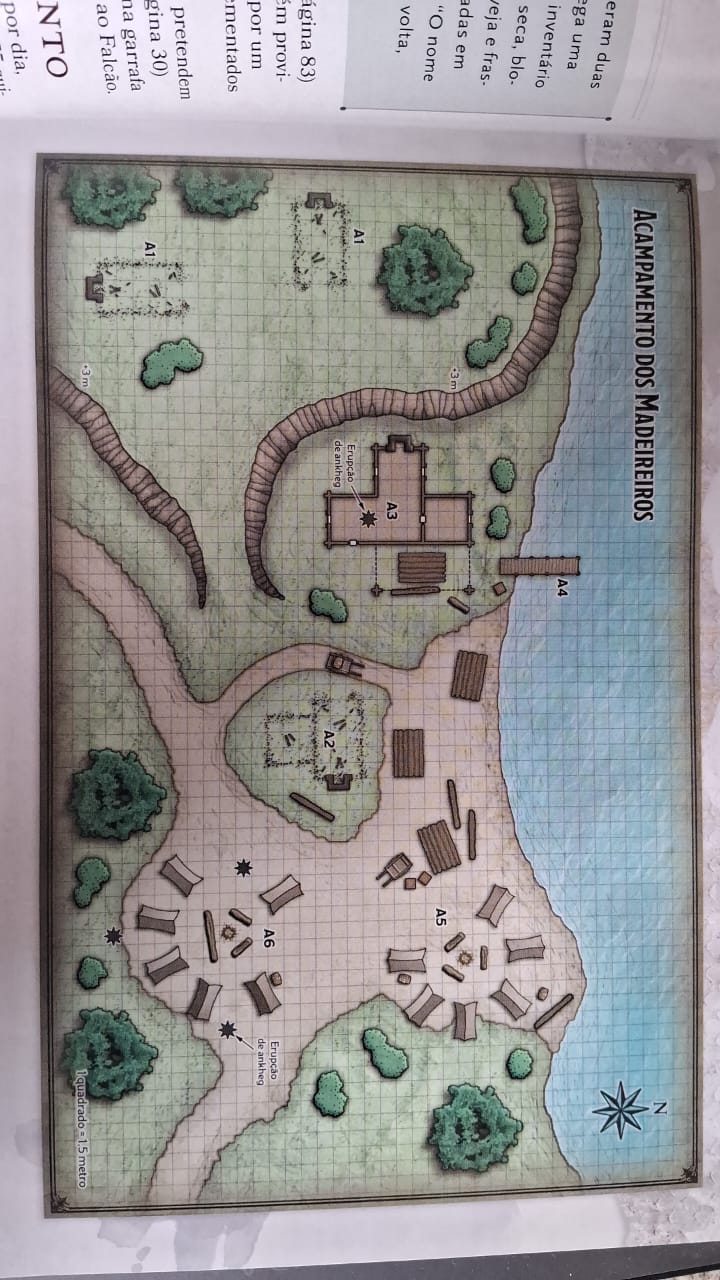 eram duas
ega uma
inventário
seca, blo-
veja e fras-
adas em
"O nome
volta,
ágina 83)
ém provi-
por um
ementados
pretendem
gina 30)
na garrafa
ao Falcão.
NTO
por dia,
ACAMPAMENTO DOS MADEIREIROS
N
A1
A1
+3 m
+3 m
A3
Erupção
de ankheg
A4
A2
A5
A6
Erupção
de ankheg
1 quadrado = 1,5 metro